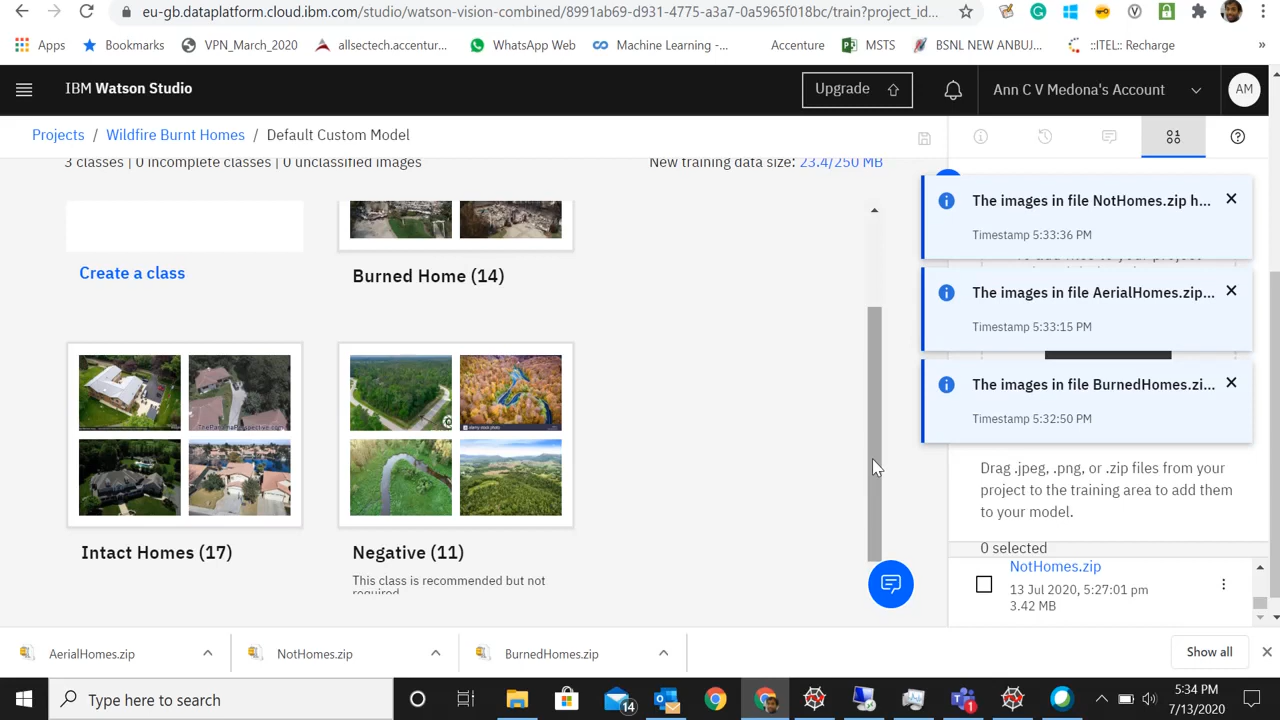 eu-gb.dataplatform.cloud.ibm.com/studio/watson-vision-combined/8991ab69-d931-4775-a3a7-0a5965f018bc/train?project_id...
Apps Bookmarks VPN_March_2020 allsectech.accentur... WhatsApp Web Machine Learning -... Accenture MSTS BSNL NEW ANBUJ... ::ITEL:: Recharge »
IBM Watson Studio Upgrade Ann C V Medona's Account AM
Projects / Wildfire Burnt Homes / Default Custom Model
3 classes | 0 incomplete classes | 0 unclassified images New training data size: 23.4/250 MB
Create a class
Burned Home (14)
Intact Homes (17)
Negative (11)
This class is recommended but not
required
The images in file NotHomes.zip h...
Timestamp 5:33:36 PM
The images in file AerialHomes.zip...
Timestamp 5:33:15 PM
The images in file BurnedHomes.zi...
Timestamp 5:32:50 PM
Drag .jpeg, .png, or .zip files from your
project to the training area to add them
to your model.
0 selected
NotHomes.zip
13 Jul 2020, 5:27:01 pm
3.42 MB
AerialHomes.zip NotHomes.zip BurnedHomes.zip Show all
Type here to search
14
1
5:34 PM
7/13/2020